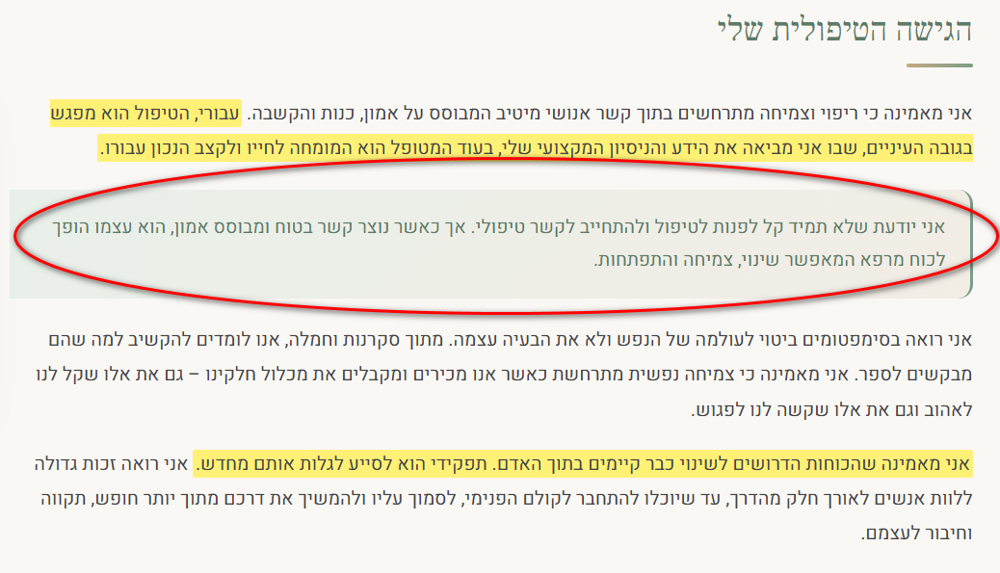 הגישה הטיפולית שלי
אני מאמינה כי ריפוי וצמיחה מתרחשים בתוך קשר אנושי מיטיב המבוסס על אמון, כנות והקשבה. עבורי, הטיפול הוא מפגש
בגובה העיניים, שבו אני מביאה את הידע והניסיון המקצועי שלי, בעוד המטופל הוא המומחה לחייו ולקצב הנכון עבורו.
אני יודעת שלא תמיד קל לפנות לטיפול ולהתחייב לקשר טיפולי. אך כאשר נוצר קשר בטוח ומבוסס אמון, הוא עצמו הופך
לכוח מרפא המאפשר שינוי, צמיחה והתפתחות.
אני רואה בסימפטומים ביטוי לעולמה של הנפש ולא את הבעיה עצמה. מתוך סקרנות וחמלה, אנו לומדים להקשיב למה שהם
מבקשים לספר. אני מאמינה כי צמיחה נפשית מתרחשת כאשר אנו מכירים ומקבלים את מכלול חלקינו – גם את אלו שקל לנו
לאהוב וגם את אלו שקשה לנו לפגוש.
אני מאמינה שהכוחות הדרושים לשינוי כבר קיימים בתוך האדם. תפקידי הוא לסייע לגלות אותם מחדש. אני רואה זכות גדולה
ללוות אנשים לאורך חלק מהדרך, עד שיוכלו להתחבר לקולם הפנימי, לסמוך עליו ולהמשיך את דרכם מתוך יותר חופש, תקווה
וחיבור לעצמם.